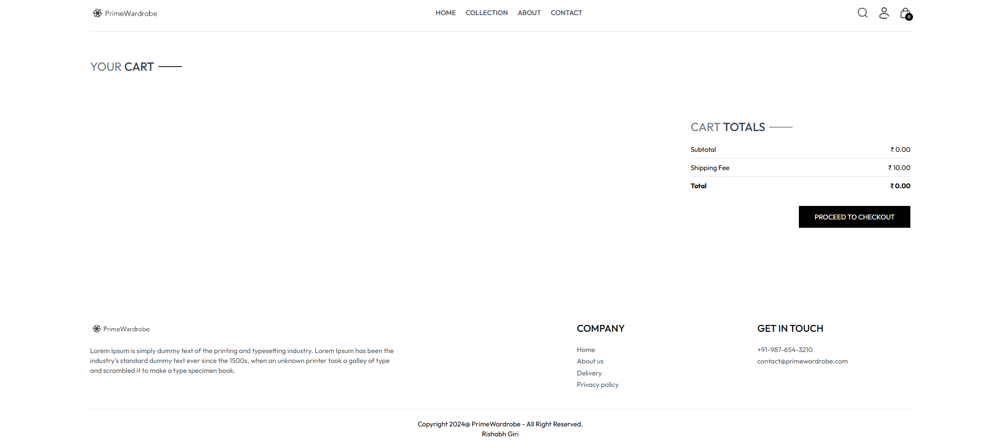 PrimeWardrobe
HOME COLLECTION ABOUT CONTACT
0
YOUR CART
CART TOTALS
Subtotal ₹ 0.00
Shipping Fee ₹ 10.00
Total ₹ 0.00
PROCEED TO CHECKOUT
PrimeWardrobe
Lorem Ipsum is simply dummy text of the printing and typesetting industry. Lorem Ipsum has been the
industry's standard dummy text ever since the 1500s, when an unknown printer took a galley of type
and scrambled it to make a type specimen book.
COMPANY
Home
About us
Delivery
Privacy policy
GET IN TOUCH
+91-987-654-3210
contact@primewardrobe.com
Copyright 2024@ PrimeWardrobe - All Right Reserved.
Rishabh Giri